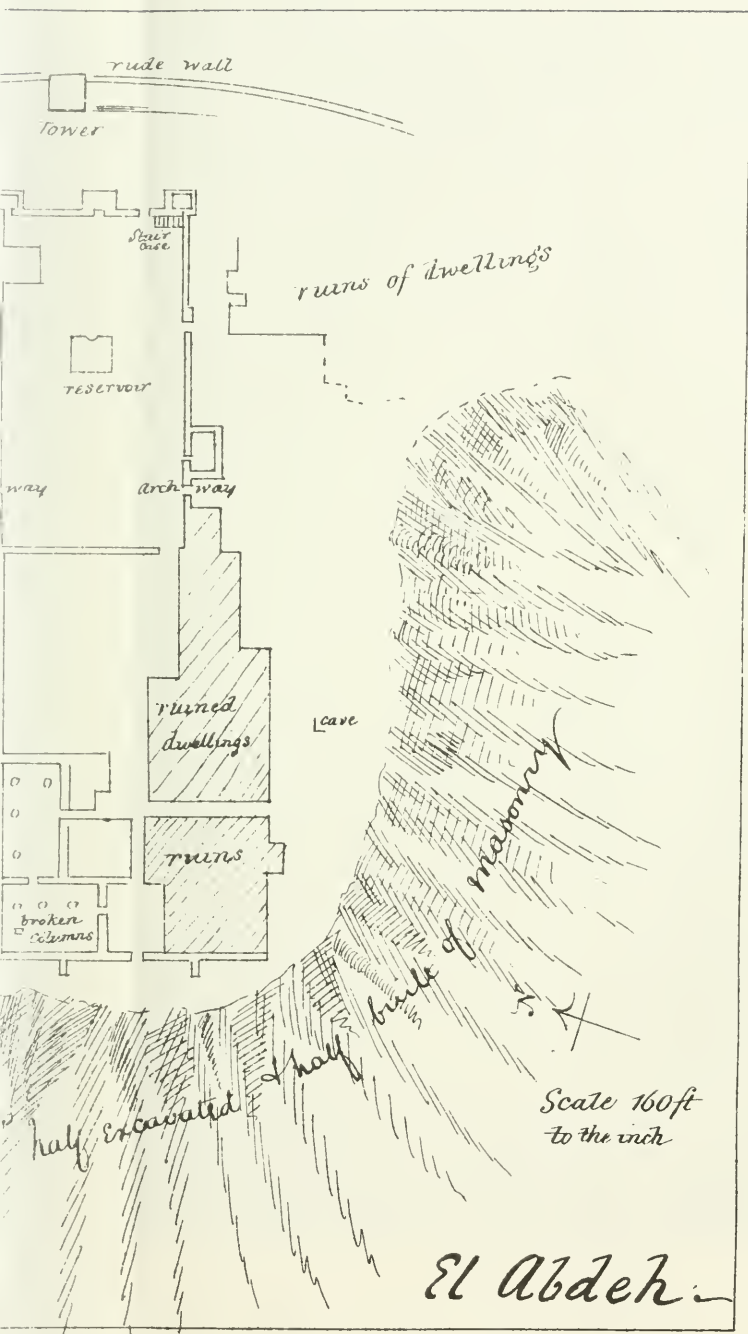 rude wall
Tower
Stair
Case
ruins of dwellings
reservoir
way
Arch way
ruined
dwellings
cave
ruins
broken
Columns
half Excavated & half built of masonry
N
Scale 160ft
to the inch
El Abdeh.